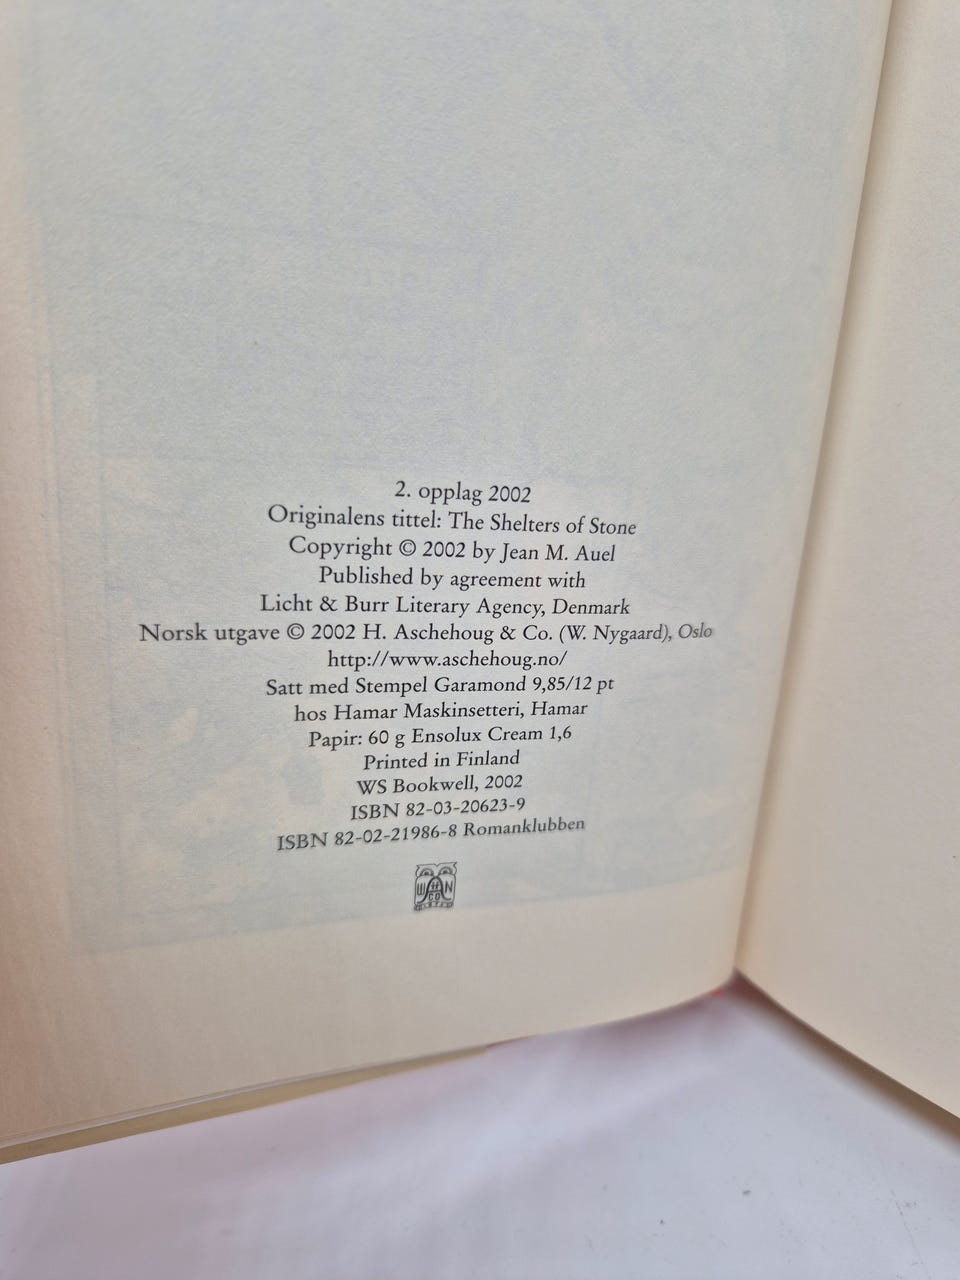 2. opplag 2002
Originalens tittel: The Shelters of Stone
Copyright © 2002 by Jean M. Auel
Published by agreement with
Licht & Burr Literary Agency, Denmark
Norsk utgave © 2002 H. Aschehoug & Co. (W. Nygaard), Oslo
http://www.aschehoug.no/
Satt med Stempel Garamond 9,85/12 pt
hos Hamar Maskinsetteri, Hamar
Papir: 60 g Ensolux Cream 1,6
Printed in Finland
WS Bookwell, 2002
ISBN 82-03-20623-9
ISBN 82-02-21986-8 Romanklubben